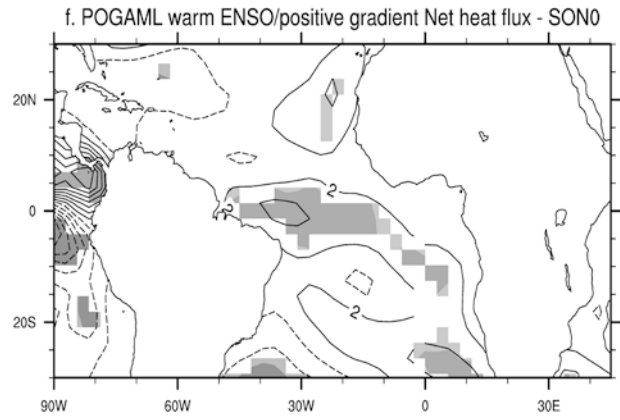 f. POGAML warm ENSO/positive gradient Net heat flux - SON0
20N
0
20S
2
2
2
90W 60W 30W 0 30E